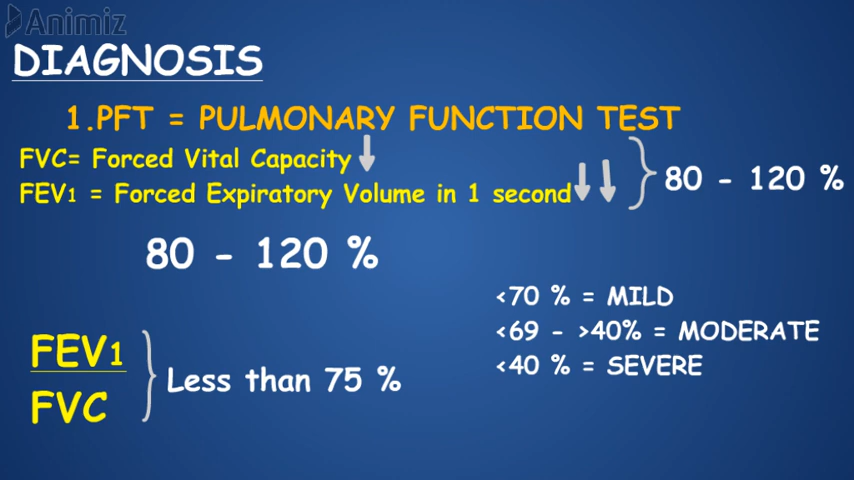 Animiz
DIAGNOSIS
1.PFT = PULMONARY FUNCTION TEST
FVC= Forced Vital Capacity
FEV1 = Forced Expiratory Volume in 1 second
80 - 120 %
80 - 120 %
<70 % = MILD
<69 - >40% = MODERATE
<40 % = SEVERE
FEV1
FVC
Less than 75 %